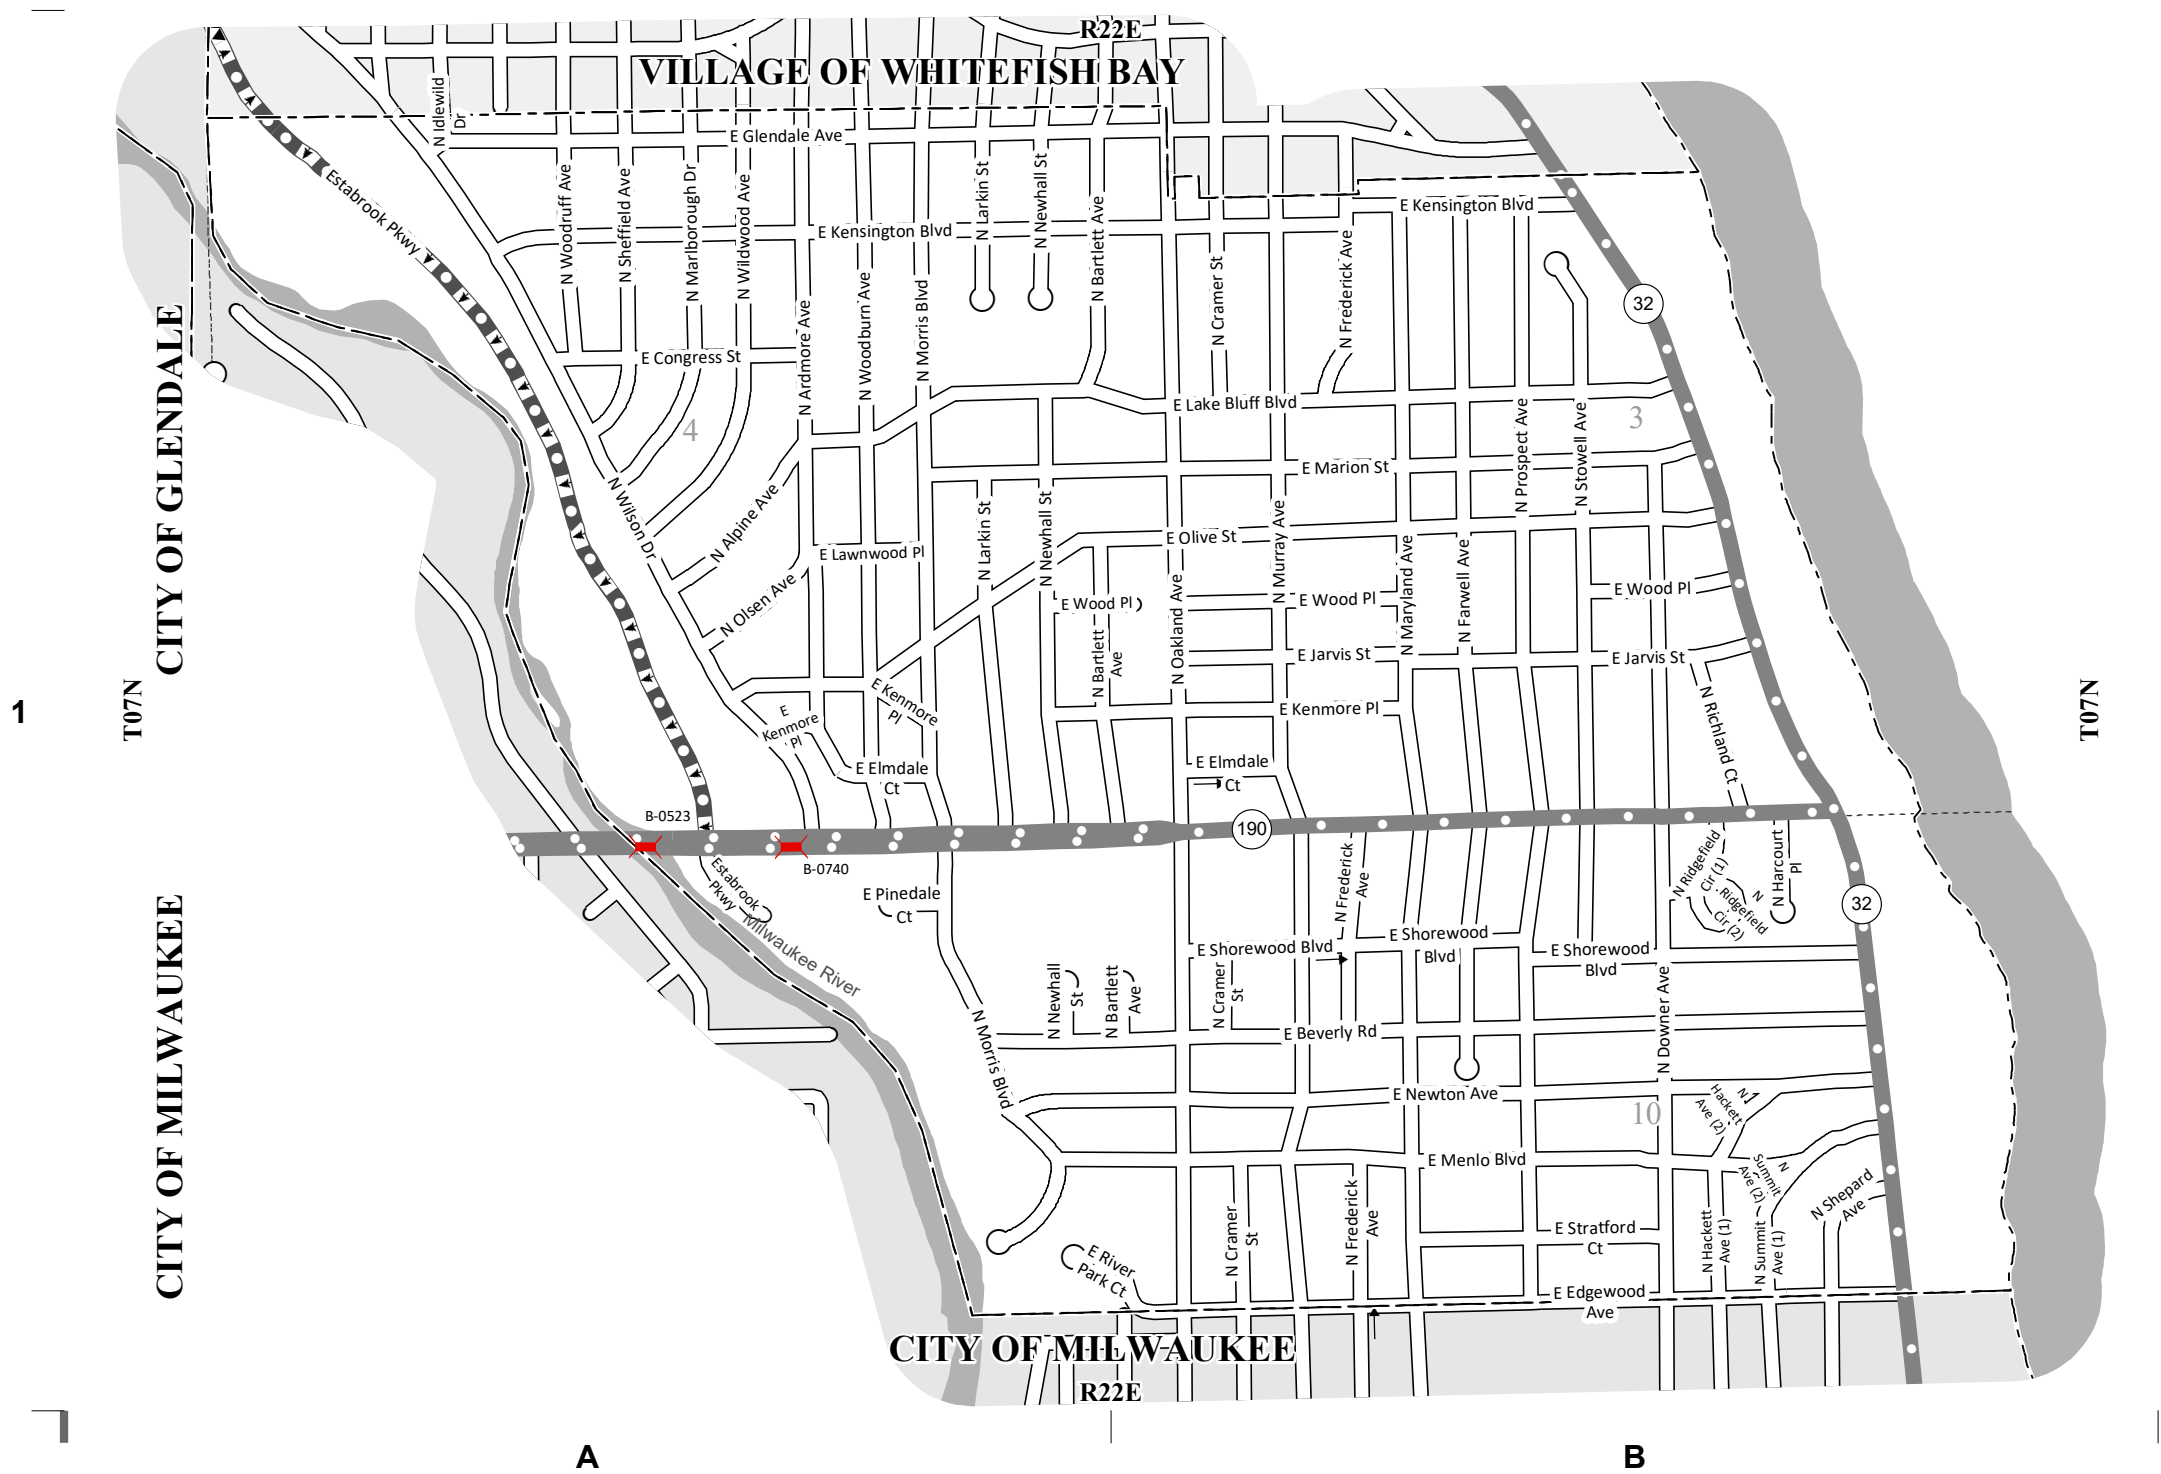 R22E
VILLAGE OF WHITEFISH BAY
N Idlewild
Dr
E Glendale Ave
Estabrook Pkwy
N Woodruff Ave
N Sheffield Ave
N Marlborough Dr
N Wildwood Ave
N Larkin St
N Newhall St
N Bartlett Ave
E Kensington Blvd
E Kensington Blvd
N Ardmore Ave
N Woodburn Ave
N Morris Blvd
N Cramer St
N Frederick Ave
32
CITY OF GLENDALE
E Congress St
E Lake Bluff Blvd
4
3
N Prospect Ave
N Stowell Ave
E Marion St
N Wilson Dr
N Alpine Ave
N Larkin St
N Newhall St
N Murray Ave
E Olive St
E Lawnwood Pl
N Maryland Ave
N Farwell Ave
N Olsen Ave
E Wood Pl
N Oakland Ave
E Wood Pl
E Wood Pl
N Bartlett
Ave
E Jarvis St
E Jarvis St
1
T07N
T07N
E Kenmore
Pl
E
Kenmore
Pl
E Kenmore Pl
N Richland Ct
E Elmdale
Ct
E Elmdale
Ct
B-0523
190
B-0740
Estabrook
Pkwy
E Pinedale
Ct
N Frederick
Ave
N Ridgefield
Cir (1)
N
Ridgefield
Cir (2)
N Harcourt
Pl
32
Milwaukee River
CITY OF MILWAUKEE
E Shorewood Blvd
E Shorewood
Blvd
E Shorewood
Blvd
N Newhall
St
N Bartlett
Ave
N Cramer
St
N Downer Ave
N Morris Blvd
E Beverly Rd
E Newton Ave
10
N
Hackett
Ave (2)
E Menlo Blvd
N
Summit
Ave (2)
N Shepard
Ave
N Cramer
St
N Frederick
Ave
E Stratford
Ct
N Hackett
Ave (1)
N Summit
Ave (1)
E River
Park Ct
E Edgewood
Ave
CITY OF MILWAUKEE
R22E
A
B